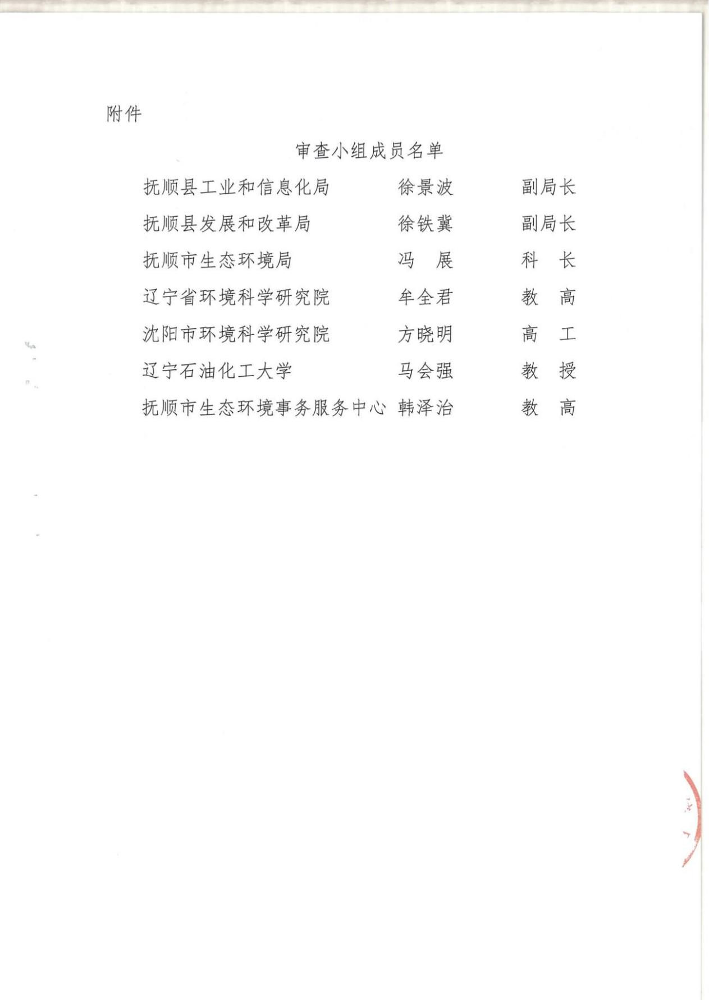 附件
审查小组成员名单
抚顺县工业和信息化局 徐景波 副局长
抚顺县发展和改革局 徐铁冀 副局长
抚顺市生态环境局 冯 展 科 长
辽宁省环境科学研究院 牟全君 教 高
沈阳市环境科学研究院 方晓明 高 工
辽宁石油化工大学 马会强 教 授
抚顺市生态环境事务服务中心 韩泽治 教 高